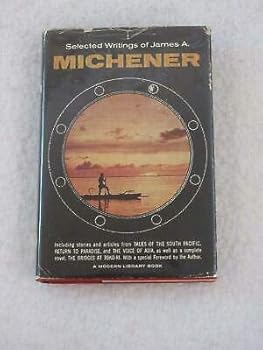 Selected Writings of James A.
MICHENER
Including stories and articles from TALES OF THE SOUTH PACIFIC,
RETURN TO PARADISE, and THE VOICE OF ASIA, as well as a complete
novel, THE BRIDGES AT TOKO-RI. With a special Foreword by the Author.
A MODERN LIBRARY BOOK